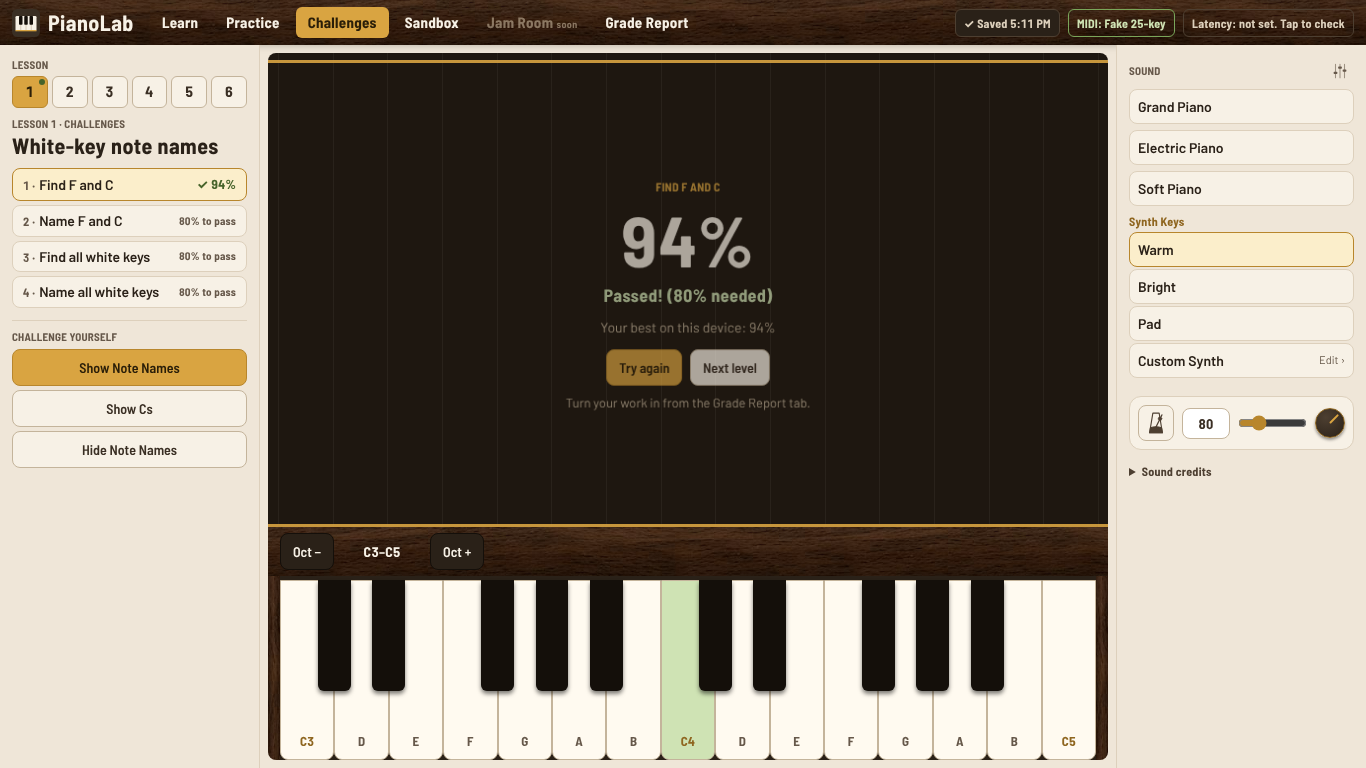 PianoLab Learn Practice Challenges Sandbox Jam Room soon Grade Report ✓ Saved 5:11 PM MIDI: Fake 25-key Latency: not set. Tap to check
LESSON
1 2 3 4 5 6
LESSON 1 · CHALLENGES
White-key note names
1 · Find F and C ✓ 94%
2 · Name F and C 80% to pass
3 · Find all white keys 80% to pass
4 · Name all white keys 80% to pass
CHALLENGE YOURSELF
Show Note Names
Show Cs
Hide Note Names
FIND F AND C
94%
Passed! (80% needed)
Your best on this device: 94%
Try again Next level
Turn your work in from the Grade Report tab.
Oct – C3–C5 Oct +
C3 D E F G A B C4 D E F G A B C5
SOUND
Grand Piano
Electric Piano
Soft Piano
Synth Keys
Warm
Bright
Pad
Custom Synth Edit ›
80
Sound credits